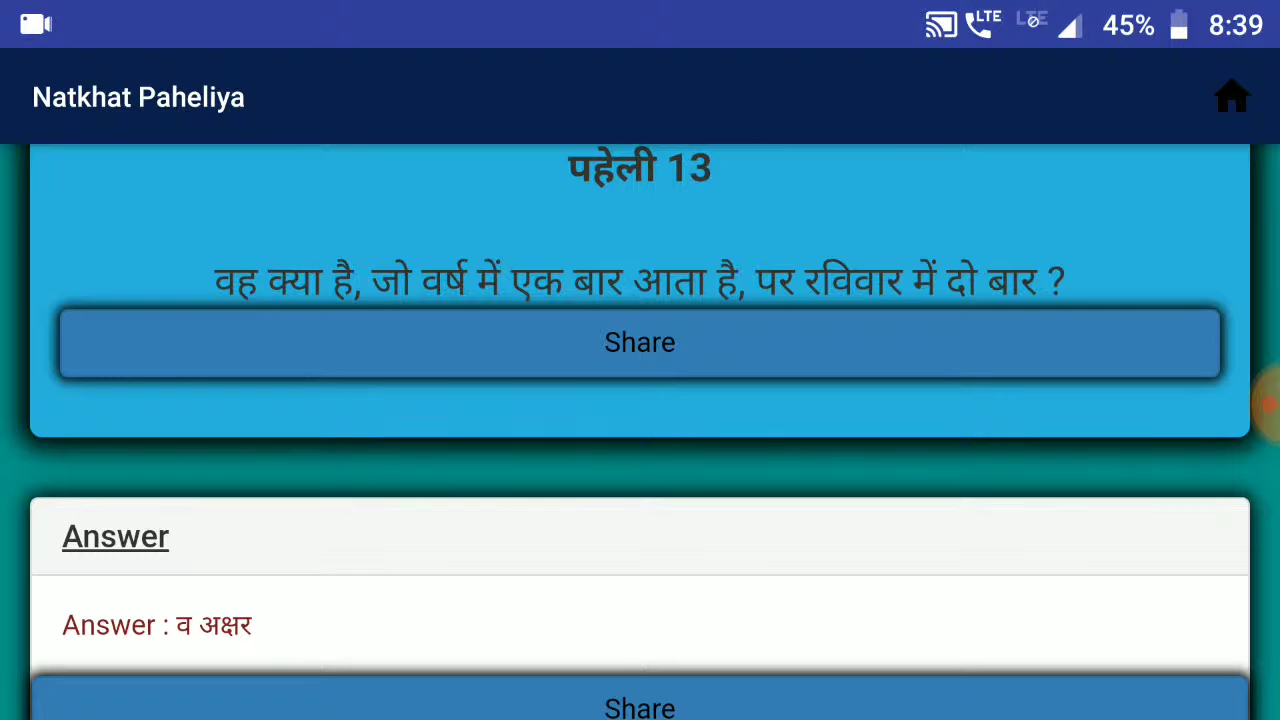 LTE LTE 45% 8:39
Natkhat Paheliya
पहेली 13
वह क्या है, जो वर्ष में एक बार आता है, पर रविवार में दो बार ?
Share
Answer
Answer : व अक्षर
Share